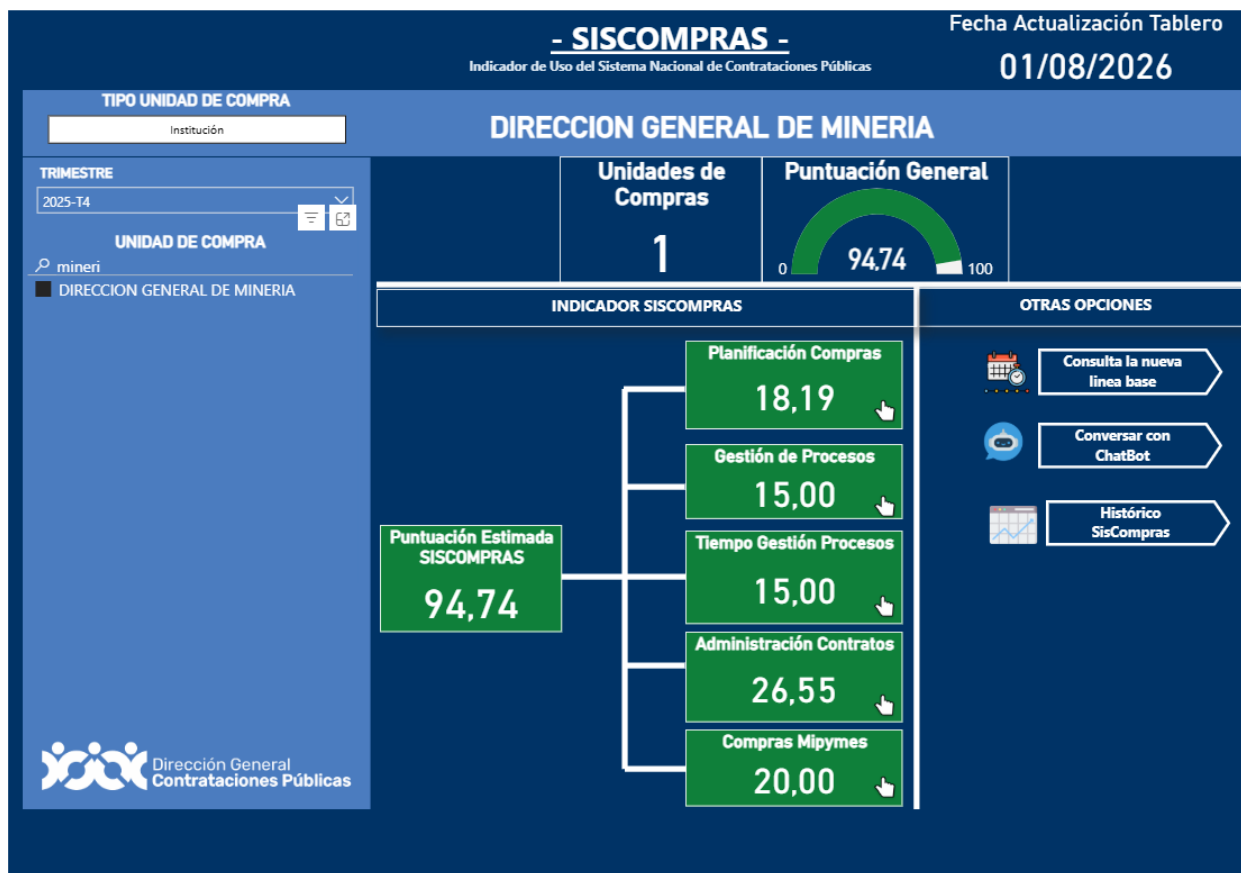 - SISCOMPRAS -
Indicador de Uso del Sistema Nacional de Contrataciones Públicas
Fecha Actualización Tablero
01/08/2026
TIPO UNIDAD DE COMPRA
Institución
DIRECCION GENERAL DE MINERIA
TRIMESTRE
2025-T4
UNIDAD DE COMPRA
mineri
DIRECCION GENERAL DE MINERIA
Unidades de
Compras
1
Puntuación General
94,74
0
100
INDICADOR SISCOMPRAS
OTRAS OPCIONES
Puntuación Estimada
SISCOMPRAS
94,74
Planificación Compras
18,19
Gestión de Procesos
15,00
Tiempo Gestión Procesos
15,00
Administración Contratos
26,55
Compras Mipymes
20,00
Consulta la nueva
linea base
Conversar con
ChatBot
Histórico
SisCompras
Dirección General
Contrataciones Públicas